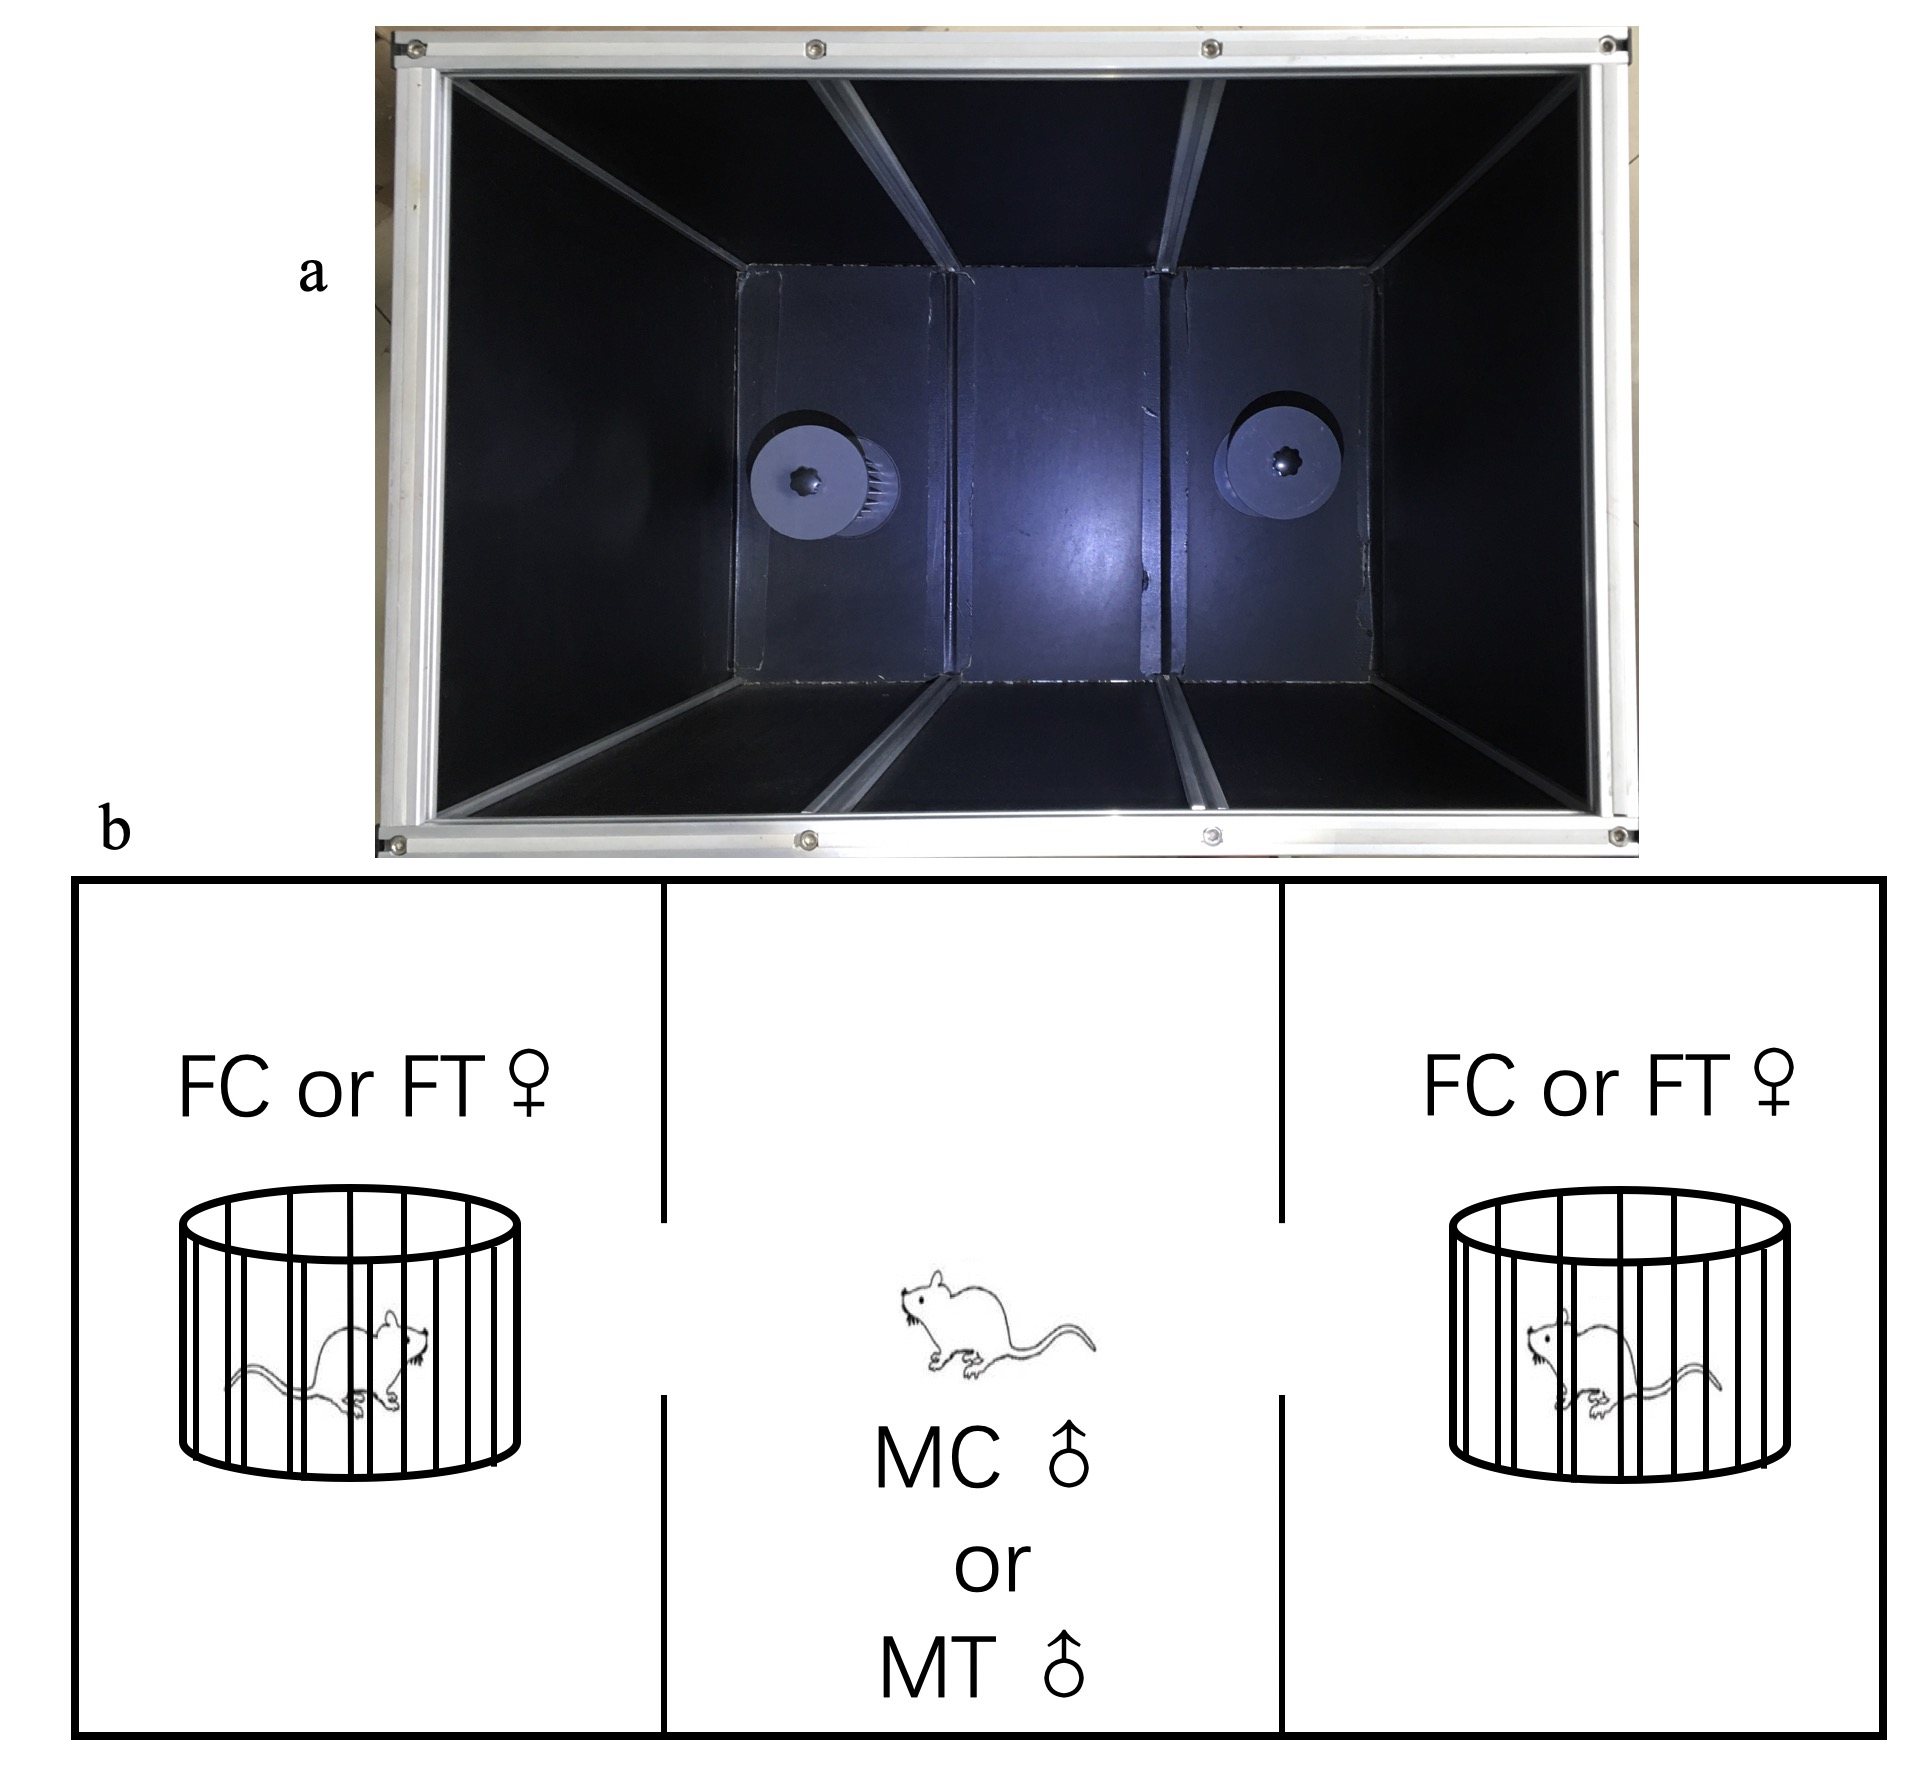 a
b
FC or FT ♀
FC or FT ♀
MC ♂
or
MT ♂